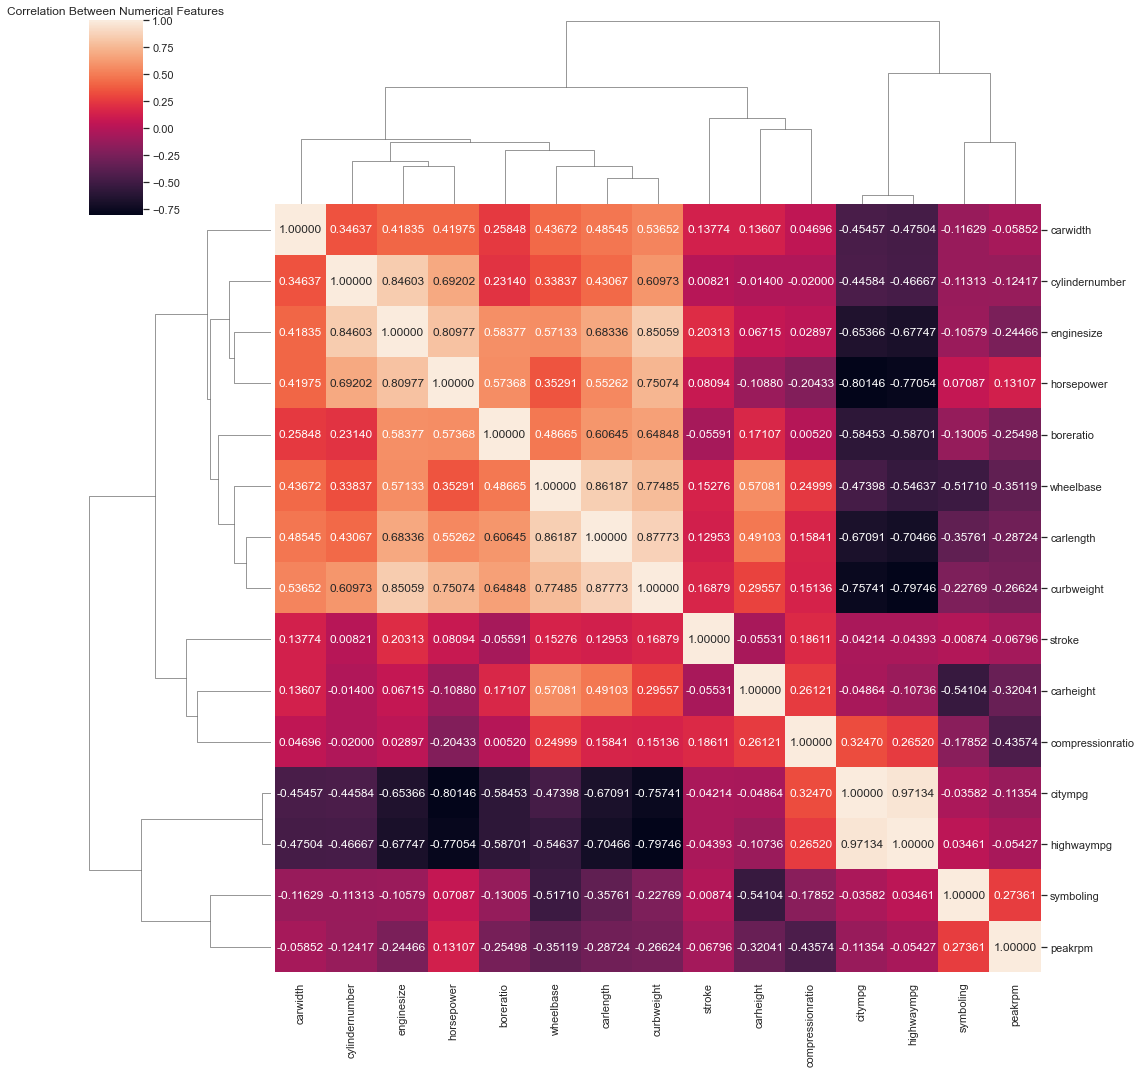 Correlation Between Numerical Features
1.00
0.75
0.50
0.25
0.00
−0.25
−0.50
−0.75
1.00000 0.34637 0.41835 0.41975 0.25848 0.43672 0.48545 0.53652 0.13774 0.13607 0.04696 -0.45457 -0.47504 -0.11629 -0.05852 carwidth
0.34637 1.00000 0.84603 0.69202 0.23140 0.33837 0.43067 0.60973 0.00821 -0.01400 -0.02000 -0.44584 -0.46667 -0.11313 -0.12417 cylindernumber
0.41835 0.84603 1.00000 0.80977 0.58377 0.57133 0.68336 0.85059 0.20313 0.06715 0.02897 -0.65366 -0.67747 -0.10579 -0.24466 enginesize
0.41975 0.69202 0.80977 1.00000 0.57368 0.35291 0.55262 0.75074 0.08094 -0.10880 -0.20433 -0.80146 -0.77054 0.07087 0.13107 horsepower
0.25848 0.23140 0.58377 0.57368 1.00000 0.48665 0.60645 0.64848 -0.05591 0.17107 0.00520 -0.58453 -0.58701 -0.13005 -0.25498 boreratio
0.43672 0.33837 0.57133 0.35291 0.48665 1.00000 0.86187 0.77485 0.15276 0.57081 0.24999 -0.47398 -0.54637 -0.51710 -0.35119 wheelbase
0.48545 0.43067 0.68336 0.55262 0.60645 0.86187 1.00000 0.87773 0.12953 0.49103 0.15841 -0.67091 -0.70466 -0.35761 -0.28724 carlength
0.53652 0.60973 0.85059 0.75074 0.64848 0.77485 0.87773 1.00000 0.16879 0.29557 0.15136 -0.75741 -0.79746 -0.22769 -0.26624 curbweight
0.13774 0.00821 0.20313 0.08094 -0.05591 0.15276 0.12953 0.16879 1.00000 -0.05531 0.18611 -0.04214 -0.04393 -0.00874 -0.06796 stroke
0.13607 -0.01400 0.06715 -0.10880 0.17107 0.57081 0.49103 0.29557 -0.05531 1.00000 0.26121 -0.04864 -0.10736 -0.54104 -0.32041 carheight
0.04696 -0.02000 0.02897 -0.20433 0.00520 0.24999 0.15841 0.15136 0.18611 0.26121 1.00000 0.32470 0.26520 -0.17852 -0.43574 compressionratio
-0.45457 -0.44584 -0.65366 -0.80146 -0.58453 -0.47398 -0.67091 -0.75741 -0.04214 -0.04864 0.32470 1.00000 0.97134 -0.03582 -0.11354 citympg
-0.47504 -0.46667 -0.67747 -0.77054 -0.58701 -0.54637 -0.70466 -0.79746 -0.04393 -0.10736 0.26520 0.97134 1.00000 0.03461 -0.05427 highwaympg
-0.11629 -0.11313 -0.10579 0.07087 -0.13005 -0.51710 -0.35761 -0.22769 -0.00874 -0.54104 -0.17852 -0.03582 0.03461 1.00000 0.27361 symboling
-0.05852 -0.12417 -0.24466 0.13107 -0.25498 -0.35119 -0.28724 -0.26624 -0.06796 -0.32041 -0.43574 -0.11354 -0.05427 0.27361 1.00000 peakrpm
carwidth
cylindernumber
enginesize
horsepower
boreratio
wheelbase
carlength
curbweight
stroke
carheight
compressionratio
citympg
highwaympg
symboling
peakrpm